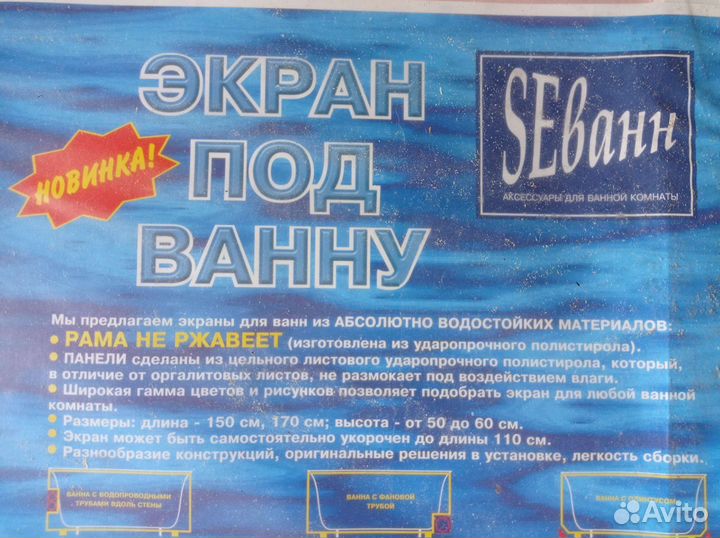 ЭКРАН
ПОД
ВАННУ
НОВИНКА!
SEванн
АКСЕССУАРЫ ДЛЯ ВАННОЙ КОМНАТЫ
Мы предлагаем экраны для ванн из АБСОЛЮТНО ВОДОСТОЙКИХ МАТЕРИАЛОВ:
• РАМА НЕ РЖАВЕЕТ (изготовлена из ударопрочного полистирола).
• ПАНЕЛИ сделаны из цельного листового ударопрочного полистирола, который,
в отличие от оргалитовых листов, не размокает под воздействием влаги.
• Широкая гамма цветов и рисунков позволяет подобрать экран для любой ванной
комнаты.
• Размеры: длина - 150 см, 170 см; высота - от 50 до 60 см.
• Экран может быть самостоятельно укорочен до длины 110 см.
• Разнообразие конструкций, оригинальные решения в установке, легкость сборки.
ВАННА С ВОДОПРОВОДНЫМИ
ТРУБАМИ ВДОЛЬ СТЕНЫ
ВАННА С ФАНОВОЙ
ТРУБОЙ
ВАННА С ПЛИНТУСОМ
Avito